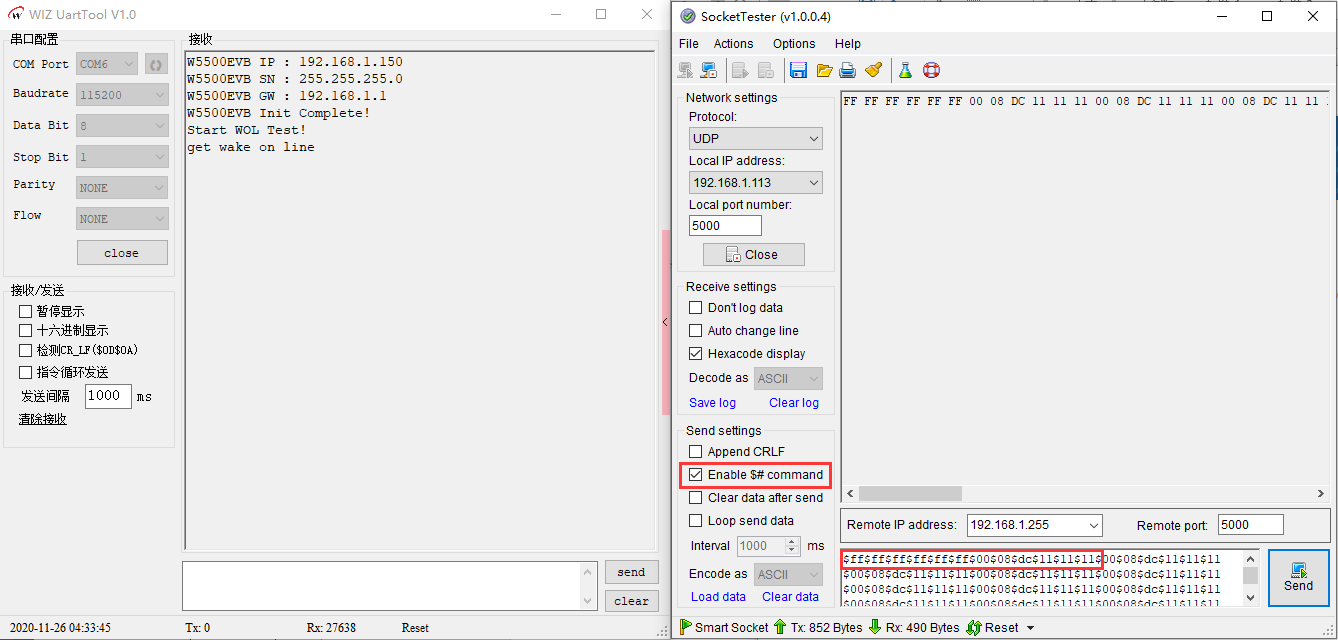 WIZ UartTool V1.0
串口配置
COM Port COM6
Baudrate 115200
Data Bit 8
Stop Bit 1
Parity NONE
Flow NONE
close
接收/发送
暂停显示
十六进制显示
检测CR_LF($0D$0A)
指令循环发送
发送间隔 1000 ms
清除接收
接收
W5500EVB IP : 192.168.1.150
W5500EVB SN : 255.255.255.0
W5500EVB GW : 192.168.1.1
W5500EVB Init Complete!
Start WOL Test!
get wake on line
send
clear
2020-11-26 04:33:45 Tx: 0 Rx: 27638 Reset
SocketTester (v1.0.0.4)
File Actions Options Help
Network settings
Protocol:
UDP
Local IP address:
192.168.1.113
Local port number:
5000
Close
Receive settings
Don't log data
Auto change line
Hexacode display
Decode as ASCII
Save log Clear log
Send settings
Append CRLF
Enable $# command
Clear data after send
Loop send data
Interval 1000 ms
Encode as ASCII
Load data Clear data
FF FF FF FF FF FF 00 08 DC 11 11 11 00 08 DC 11 11 11 00 08 DC 11 11
Remote IP address: 192.168.1.255 Remote port: 5000
$ff$ff$ff$ff$ff$ff$00$08$dc$11$11$11$00$08$dc$11$11$11
$00$08$dc$11$11$11$00$08$dc$11$11$11
$00$08$dc$11$11$11$00$08$dc$11$11$11
$00$08$dc$11$11$11$00$08$dc$11$11$11
Send
Smart Socket Tx: 852 Bytes Rx: 490 Bytes Reset